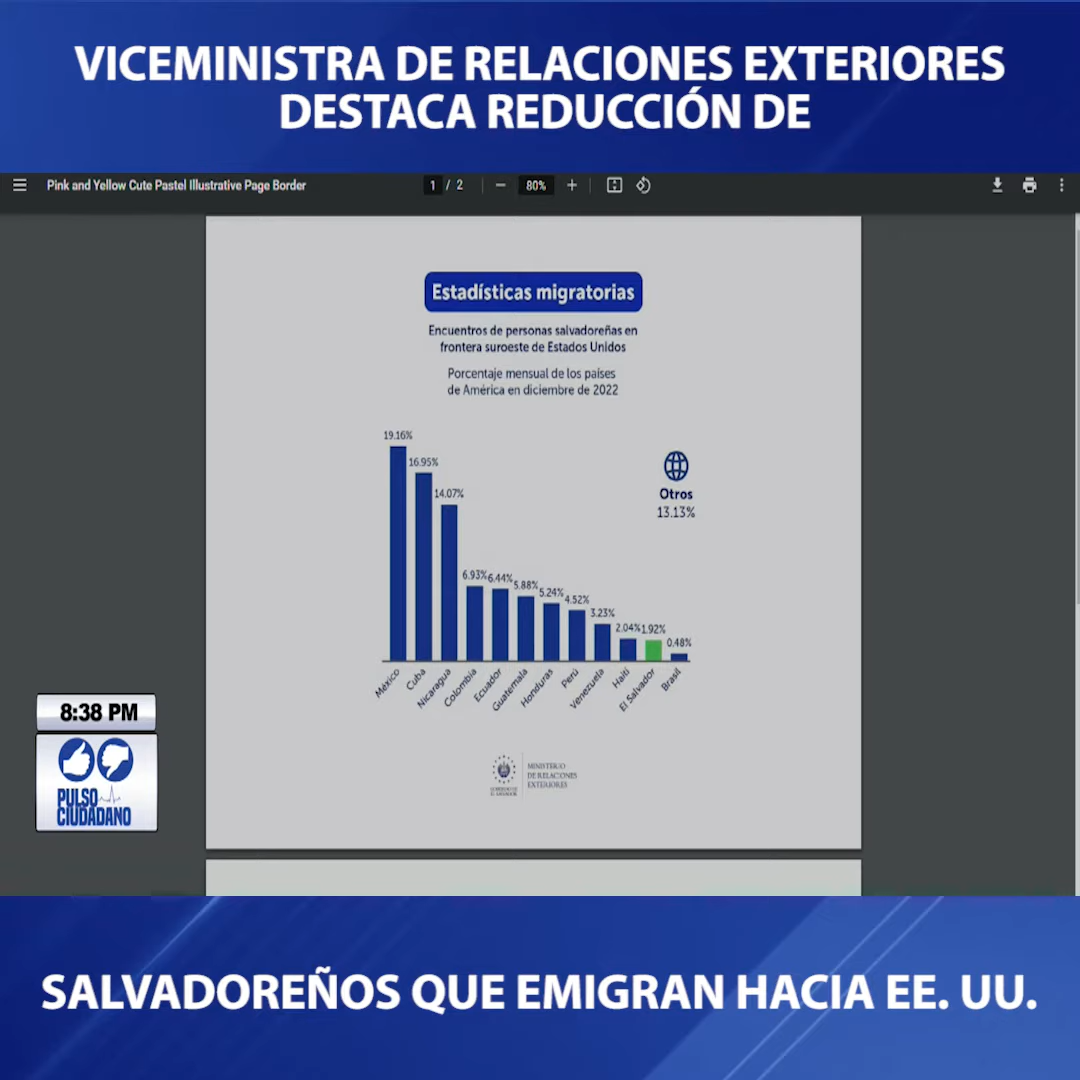 VICEMINISTRA DE RELACIONES EXTERIORES
DESTACA REDUCCIÓN DE
Pink and Yellow Cute Pastel Illustrative Page Border
1 / 2
80%
Estadísticas migratorias
Encuentros de personas salvadoreñas en
frontera suroeste de Estados Unidos
Porcentaje mensual de los países
de América en diciembre de 2022
19.16%
16.95%
14.07%
6.93%
6.44%
5.88%
5.24%
4.52%
3.23%
2.04%
1.92%
0.48%
Otros
13.13%
México
Cuba
Nicaragua
Colombia
Ecuador
Guatemala
Honduras
Perú
Venezuela
Haití
El Salvador
Brasil
MINISTERIO
DE RELACIONES
EXTERIORES
GOBIERNO DE
EL SALVADOR
8:38 PM
PULSO
CIUDADANO
SALVADOREÑOS QUE EMIGRAN HACIA EE. UU.